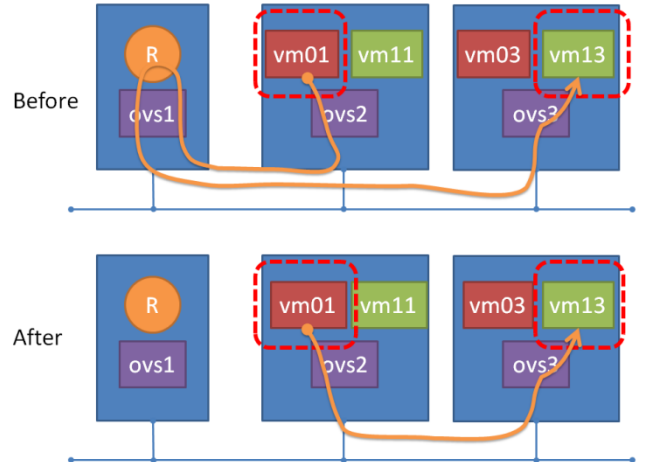 R
vm01
vm11
vm03
vm13
Before
ovs1
ovs2
ovs3
R
vm01
vm11
vm03
vm13
After
ovs1
ovs2
ovs3